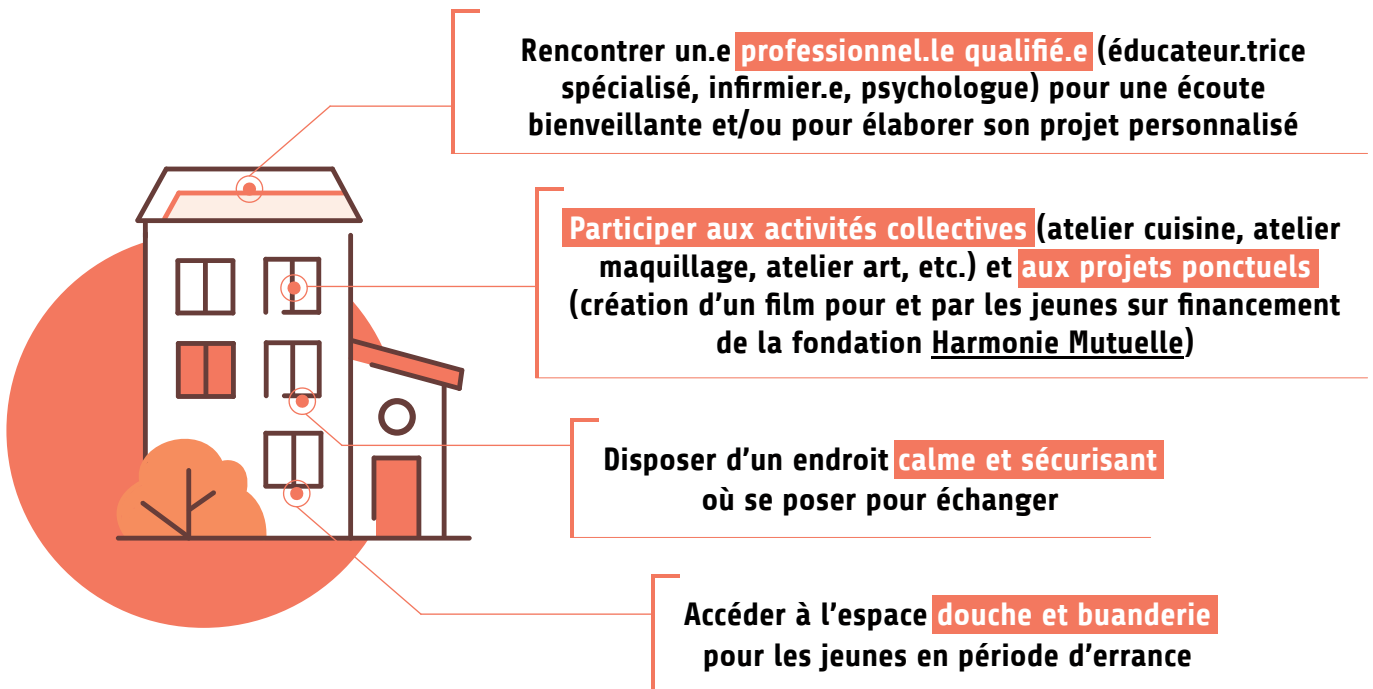 Rencontrer un.e professionnel.le qualifié.e (éducateur.trice
spécialisé, infirmier.e, psychologue) pour une écoute
bienveillante et/ou pour élaborer son projet personnalisé
Participer aux activités collectives (atelier cuisine, atelier
maquillage, atelier art, etc.) et aux projets ponctuels
(création d’un film pour et par les jeunes sur financement
de la fondation Harmonie Mutuelle)
Disposer d’un endroit calme et sécurisant
où se poser pour échanger
Accéder à l’espace douche et buanderie
pour les jeunes en période d’errance